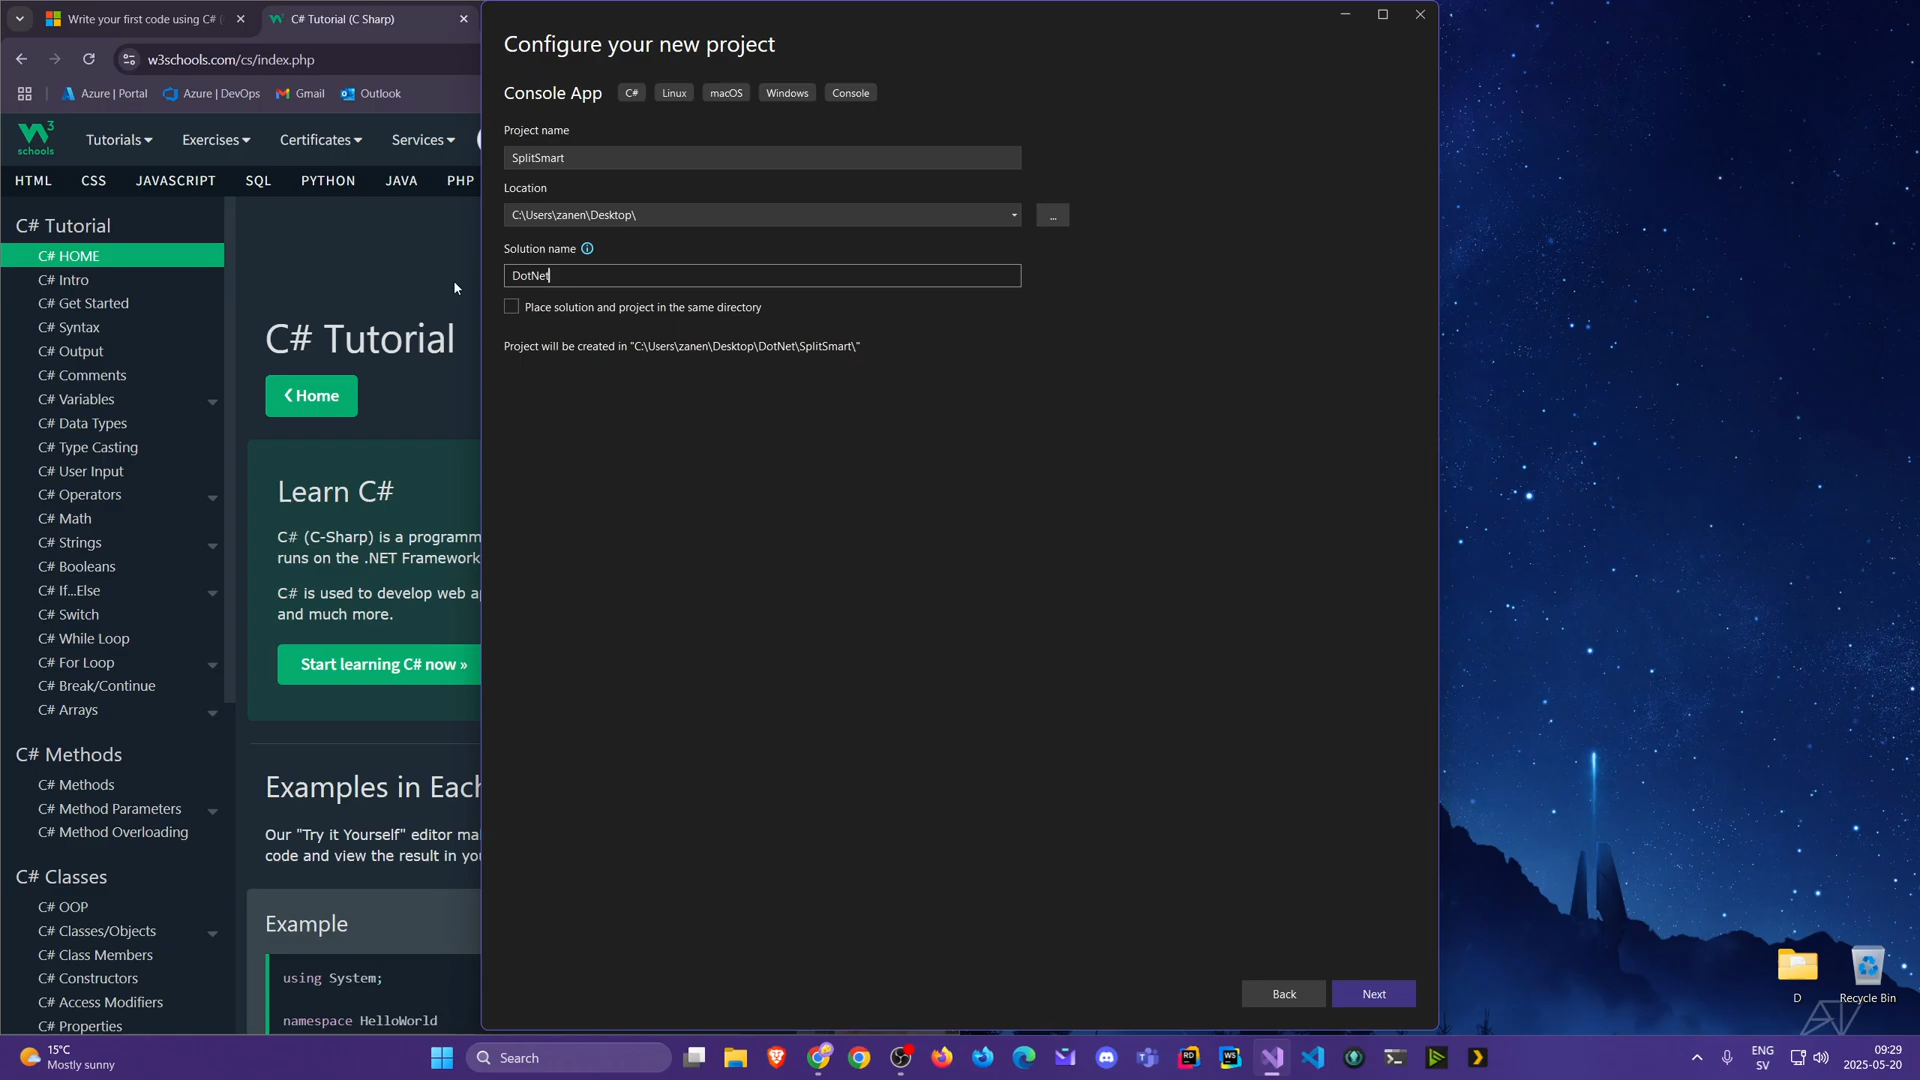 Write your first code using C# (
C# Tutorial (C Sharp)
w3schools.com/cs/index.php
Azure | Portal
Azure | DevOps
Gmail
Outlook
W3
schools
Tutorials
Exercises
Certificates
Services
HTML
CSS
JAVASCRIPT
SQL
PYTHON
JAVA
PHP
C# Tutorial
C# HOME
C# Intro
C# Get Started
C# Syntax
C# Output
C# Comments
C# Variables
C# Data Types
C# Type Casting
C# User Input
C# Operators
C# Math
C# Strings
C# Booleans
C# If...Else
C# Switch
C# While Loop
C# For Loop
C# Break/Continue
C# Arrays
C# Methods
C# Methods
C# Method Parameters
C# Method Overloading
C# Classes
C# OOP
C# Classes/Objects
C# Class Members
C# Constructors
C# Access Modifiers
C# Properties
C# Tutorial
❮ Home
Learn C#
C# (C-Sharp) is a programm
runs on the .NET Framework
C# is used to develop web a
and much more.
Start learning C# now »
Examples in Each
Our "Try it Yourself" editor ma
code and view the result in yo
Example
using System;
namespace HelloWorld
Configure your new project
Console App
C#
Linux
macOS
Windows
Console
Project name
SplitSmart
Location
C:\Users\zanen\Desktop\
...
Solution name
DotNet
Place solution and project in the same directory
Project will be created in "C:\Users\zanen\Desktop\DotNet\SplitSmart\"
Back
Next
D
Recycle Bin
15°C
Mostly sunny
Search
RD
WS
ENG
SV
09:29
2025-05-20